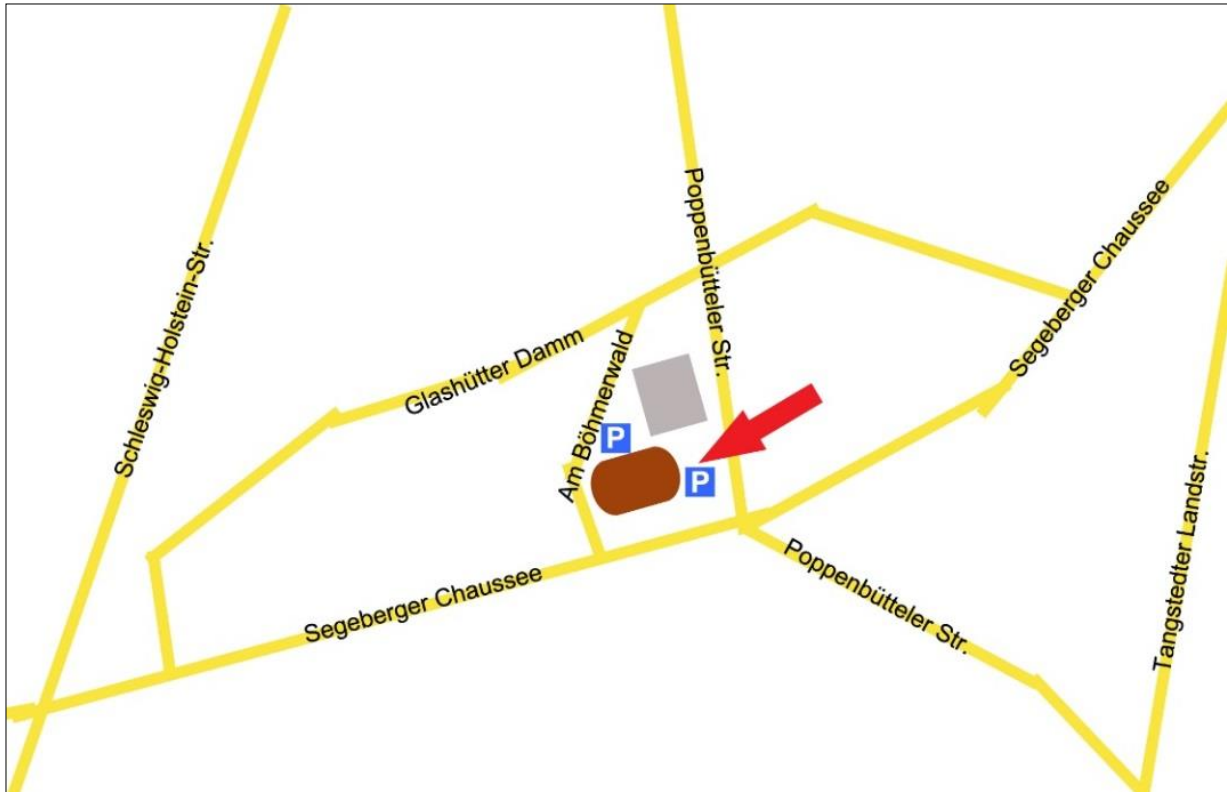 Schleswig-Holstein-Str.
Poppenbütteler Str.
Segeberger Chaussee
Glashütter Damm
Am Böhmerwald
P
P
Segeberger Chaussee
Poppenbütteler Str.
Tangstedter Landstr.